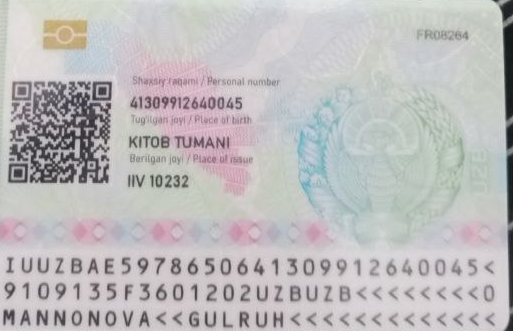 FR08264
Shaxsiy raqami / Personal number
41309912640045
Tug'ilgan joyi / Place of birth
KITOB TUMANI
Berilgan joyi / Place of issue
IIV 10232
IUUZBAE5978650641309912640045<
9109135F3601202UZBUZB<<<<<<<0
MANNONOVA<<GULRUH<<<<<<<<<<<<<